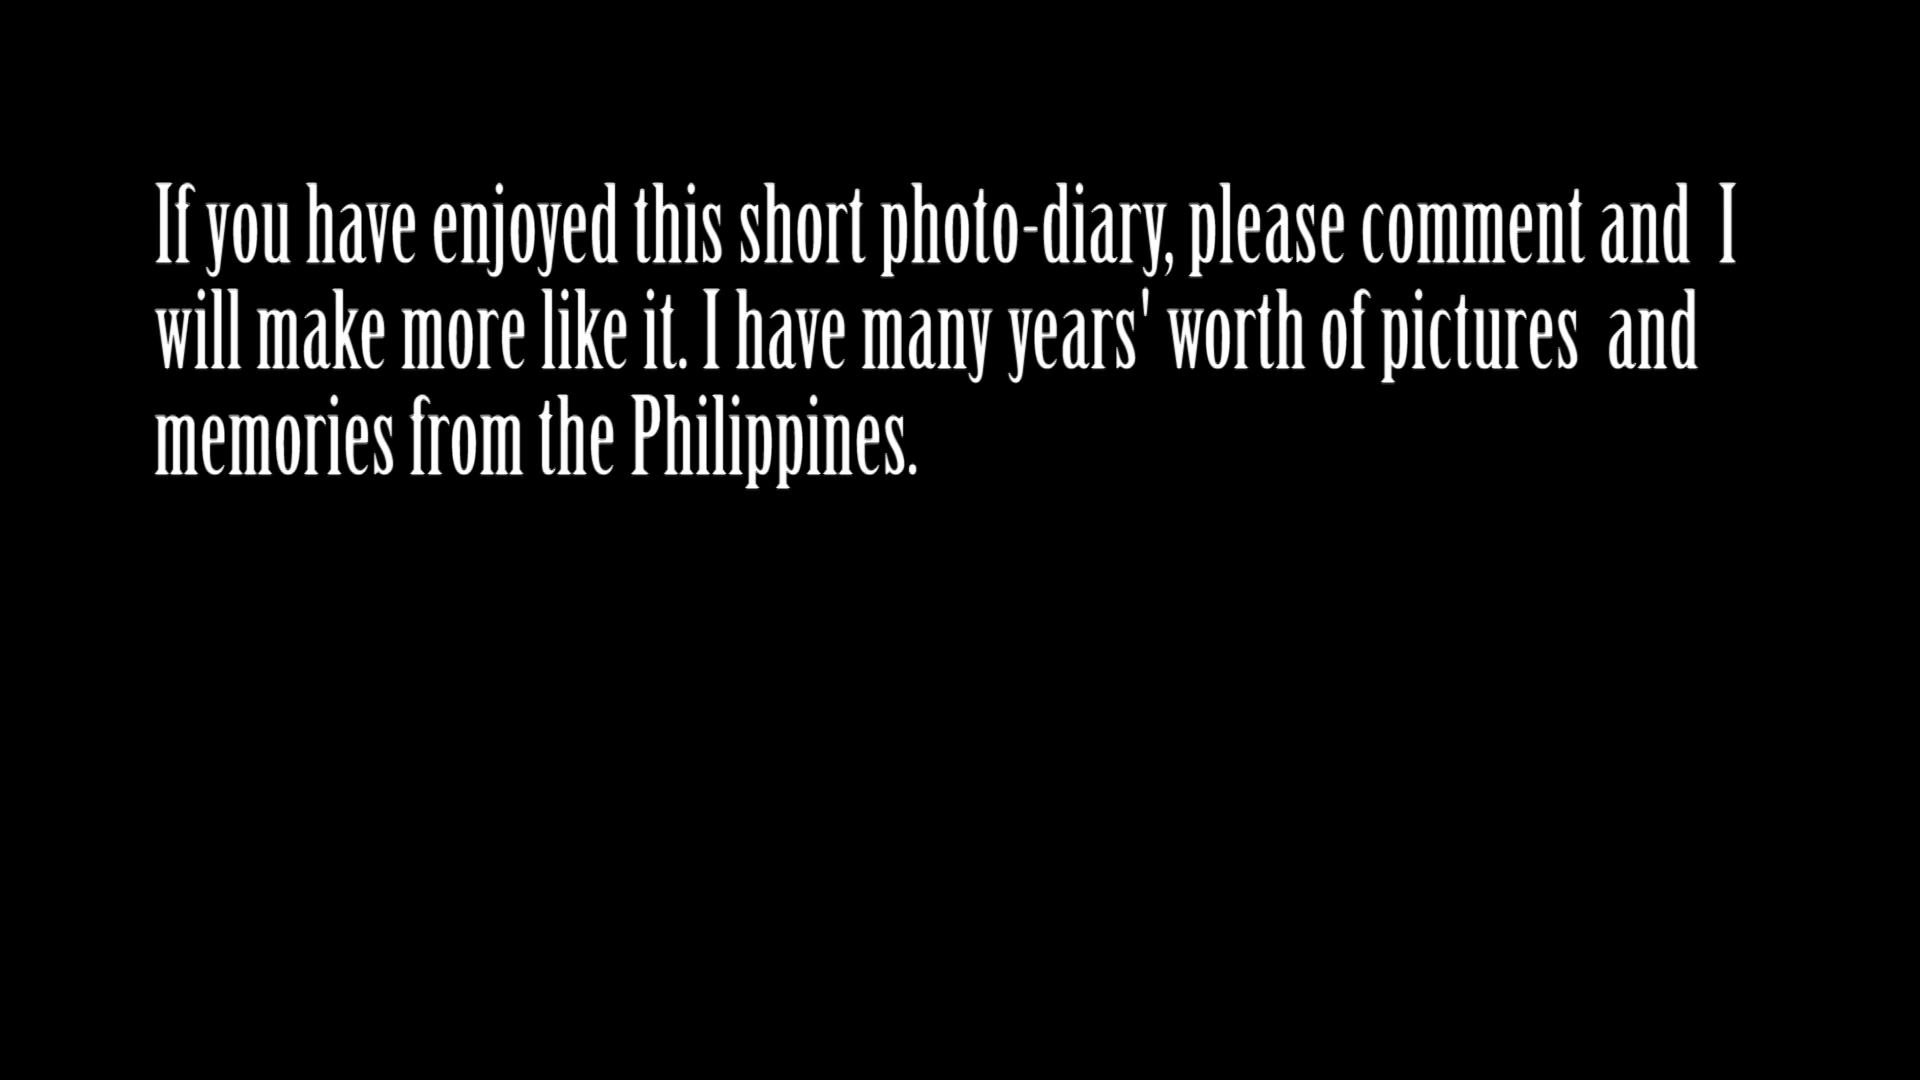 If you have enjoyed this short photo-diary, please comment and  I
will make more like it. I have many years' worth of pictures  and
memories from the Philippines.